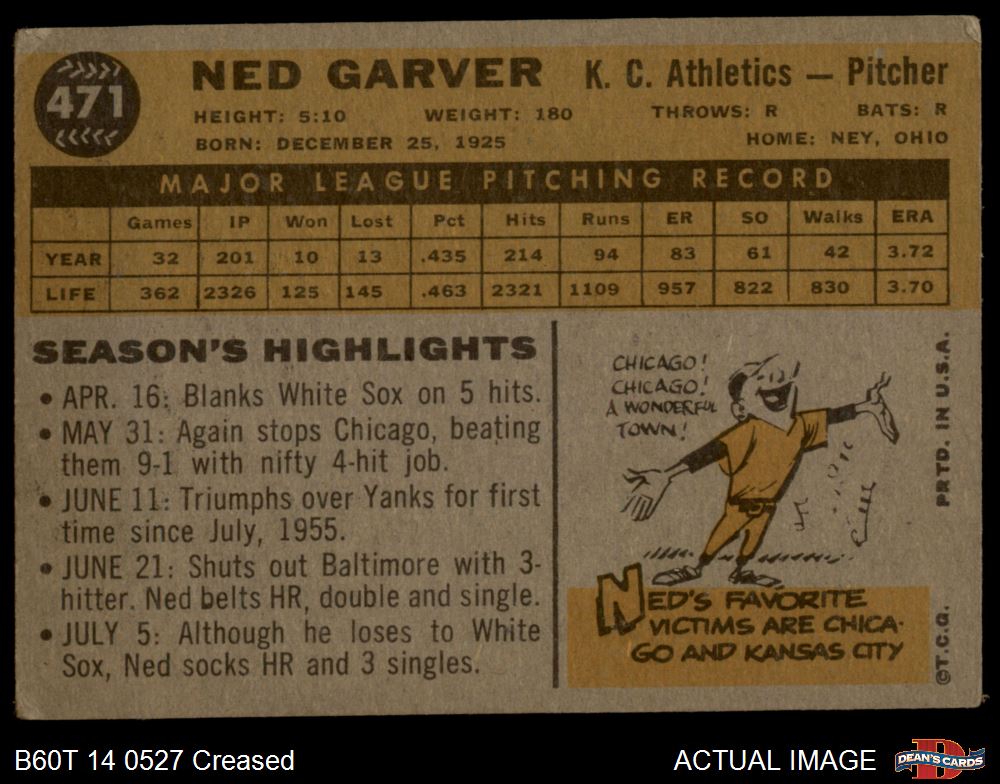 471
NED GARVER K. C. Athletics — Pitcher
HEIGHT: 5:10 WEIGHT: 180 THROWS: R BATS: R
BORN: DECEMBER 25, 1925 HOME: NEY, OHIO
MAJOR LEAGUE PITCHING RECORD
Games IP Won Lost Pct Hits Runs ER SO Walks ERA
YEAR 32 201 10 13 .435 214 94 83 61 42 3.72
LIFE 362 2326 125 145 .463 2321 1109 957 822 830 3.70
SEASON'S HIGHLIGHTS
• APR. 16: Blanks White Sox on 5 hits.
• MAY 31: Again stops Chicago, beating
them 9-1 with nifty 4-hit job.
• JUNE 11: Triumphs over Yanks for first
time since July, 1955.
• JUNE 21: Shuts out Baltimore with 3-
hitter. Ned belts HR, double and single.
• JULY 5: Although he loses to White
Sox, Ned socks HR and 3 singles.
CHICAGO!
CHICAGO!
A WONDERFUL
TOWN!
NED'S FAVORITE
VICTIMS ARE CHICA-
GO AND KANSAS CITY
PRTD. IN U.S.A.
©T.C.G.
B60T 14 0527 Creased
ACTUAL IMAGE
DEAN'S CARDS